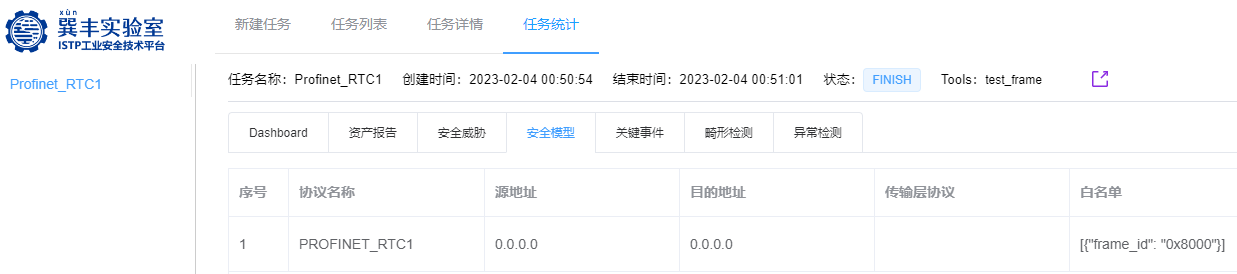 xùn
巽丰实验室
ISTP工业安全技术平台
新建任务 任务列表 任务详情 任务统计
Profinet_RTC1
任务名称：Profinet_RTC1 创建时间：2023-02-04 00:50:54 结束时间：2023-02-04 00:51:01 状态： FINISH Tools：test_frame
Dashboard 资产报告 安全威胁 安全模型 关键事件 畸形检测 异常检测
序号 协议名称 源地址 目的地址 传输层协议 白名单
1 PROFINET_RTC1 0.0.0.0 0.0.0.0 [{"frame_id": "0x8000"}]